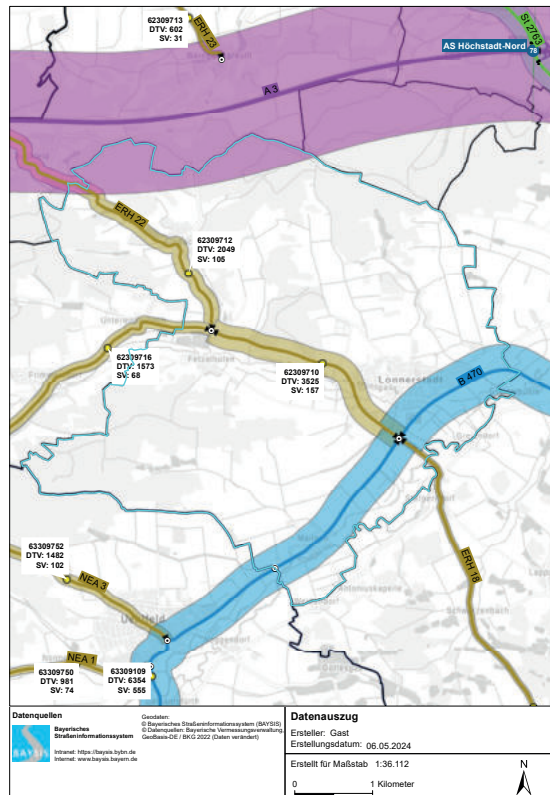 62309713
DTV: 602
SV: 31
ERH 23
St 2763
AS Höchstadt-Nord
78
A 3
ERH 22
62309712
DTV: 2049
SV: 105
62309716
DTV: 1573
SV: 68
62309710
DTV: 3525
SV: 157
Lonnerstadt
B 470
63309752
DTV: 1482
SV: 102
NEA 3
ERH 18
Antoniuskapelle
NEA 1
63309750
DTV: 981
SV: 74
63309109
DTV: 6354
SV: 555
Datenquellen
BAYSIS
Bayerisches
Straßeninformationssystem
Intranet: https://baysis.bybn.de
Internet: www.baysis.bayern.de
Geodaten:
© Bayerisches Straßeninformationssystem (BAYSIS)
© Datenquellen: Bayerische Vermessungsverwaltung,
GeoBasis-DE / BKG 2022 (Daten verändert)
Datenauszug
Ersteller: Gast
Erstellungsdatum: 06.05.2024
Erstellt für Maßstab 1:36.112
0 1 Kilometer
N